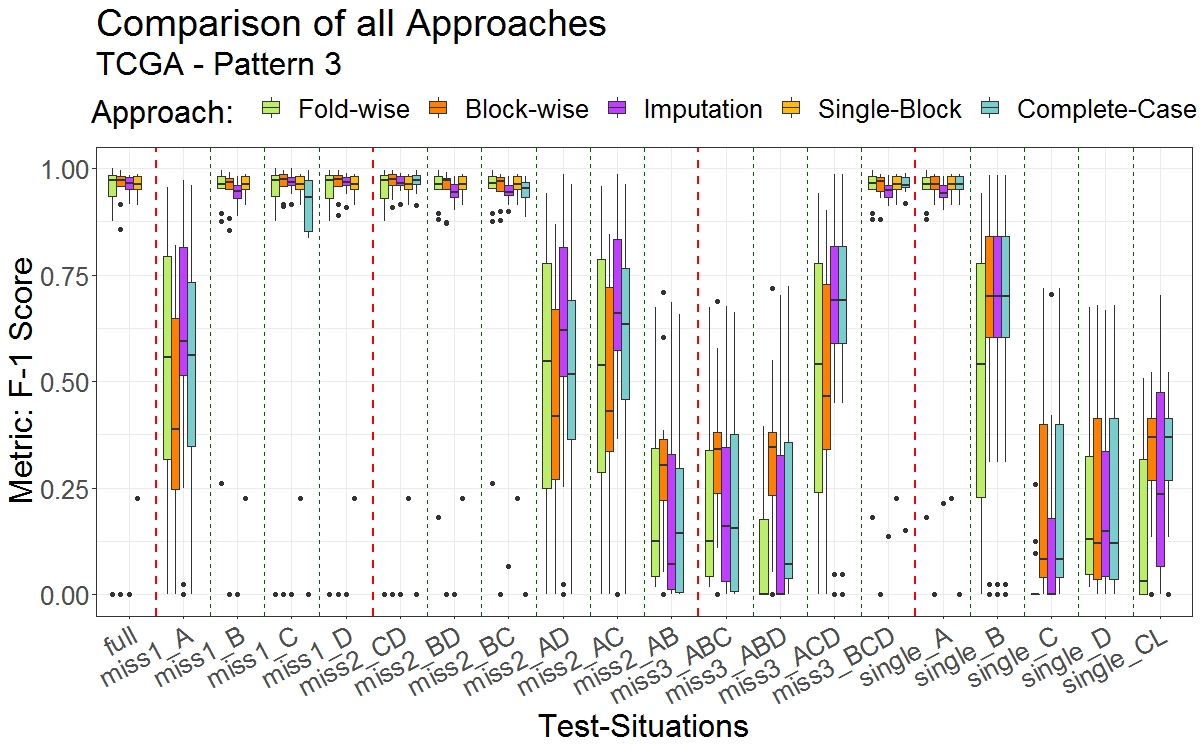 Comparison of all Approaches
TCGA - Pattern 3
Approach: Fold-wise Block-wise Imputation Single-Block Complete-Case
Metric: F-1 Score
1.00
0.75
0.50
0.25
0.00
full miss1_A miss1_B miss1_C miss1_D miss2_CD miss2_BD miss2_BC miss2_AD miss2_AC miss2_AB miss3_ABC miss3_ABD miss3_ACD miss3_BCD single_A single_B single_C single_D single_CL
Test-Situations